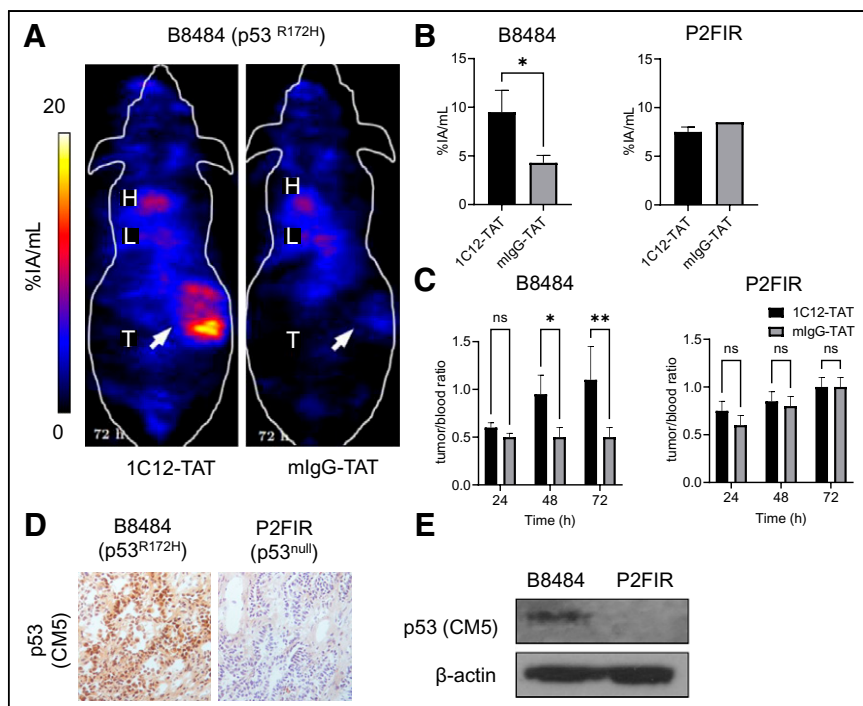 A
B8484 (p53 R172H)
20
%IA/mL
0
H
L
T
72 h
1C12-TAT
H
L
T
72 h
mIgG-TAT
B
B8484
*
15
10
5
0
%IA/mL
1C12-TAT
mIgG-TAT
P2FIR
15
10
5
0
%IA/mL
1C12-TAT
mIgG-TAT
C
B8484
ns
*
**
2.0
1.5
1.0
0.5
0.0
tumor/blood ratio
24 48 72
Time (h)
P2FIR
1C12-TAT
mIgG-TAT
ns
ns
ns
2.0
1.5
1.0
0.5
0.0
tumor/blood ratio
24 48 72
Time (h)
D
B8484
(p53R172H)
P2FIR
(p53null)
p53
(CM5)
E
B8484 P2FIR
p53 (CM5)
β-actin